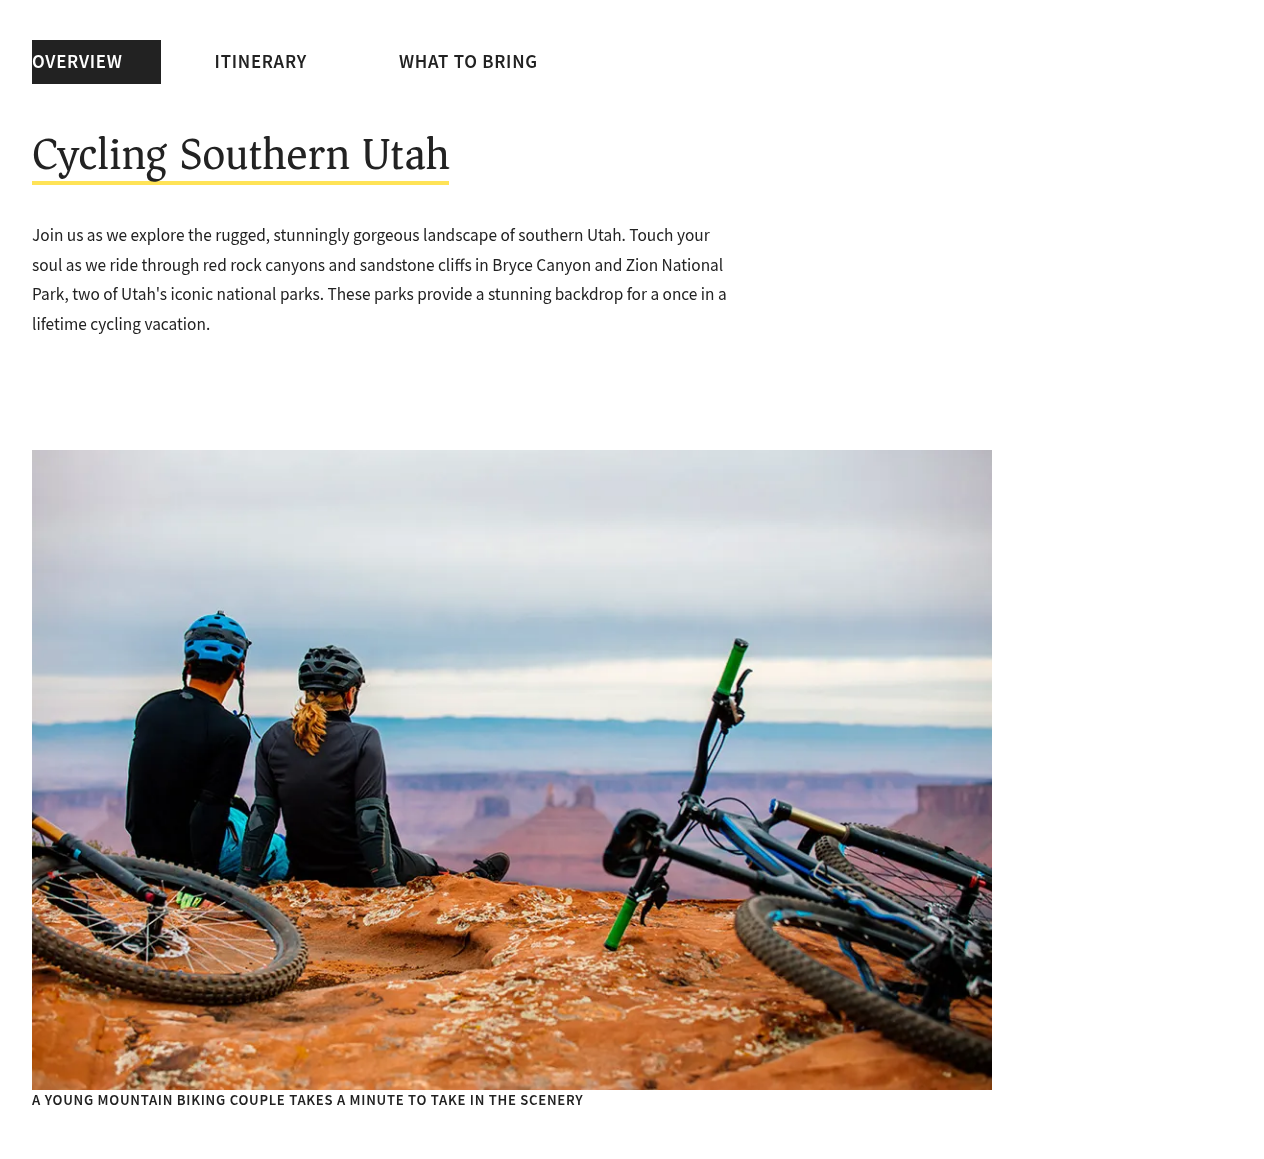 OVERVIEW ITINERARY WHAT TO BRING
Cycling Southern Utah
Join us as we explore the rugged, stunningly gorgeous landscape of southern Utah. Touch your
soul as we ride through red rock canyons and sandstone cliffs in Bryce Canyon and Zion National
Park, two of Utah's iconic national parks. These parks provide a stunning backdrop for a once in a
lifetime cycling vacation.
A YOUNG MOUNTAIN BIKING COUPLE TAKES A MINUTE TO TAKE IN THE SCENERY